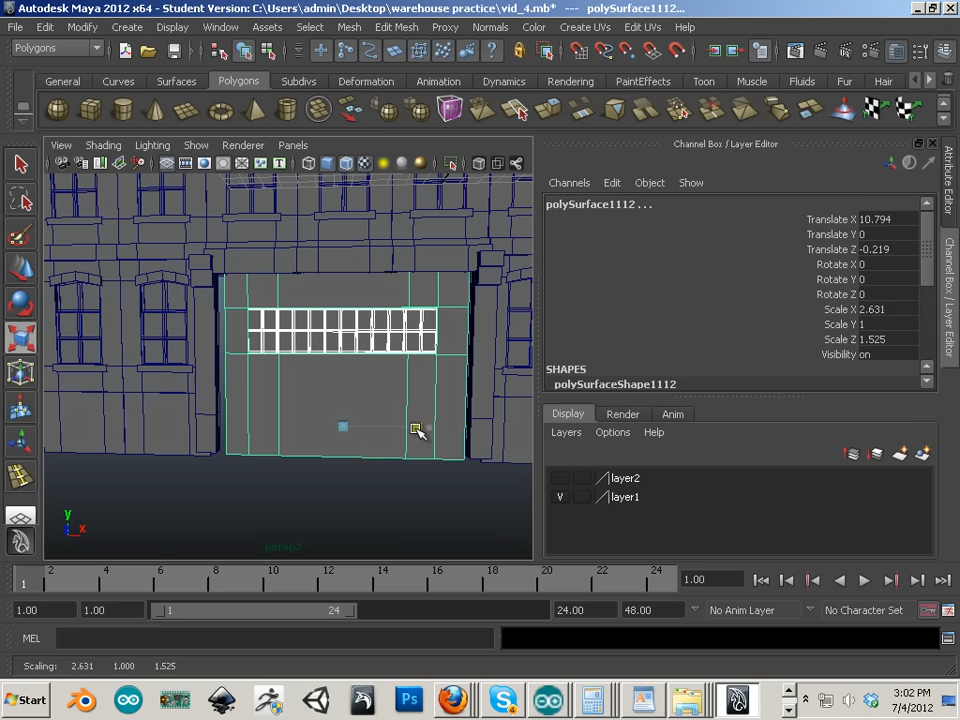 Autodesk Maya 2012 x64 - Student Version: C:\Users\admin\Desktop\warehouse practice\vid_4.mb* --- polySurface1112...
File Edit Modify Create Display Window Assets Select Mesh Edit Mesh Proxy Normals Color Create UVs Edit UVs Help
Polygons
General Curves Surfaces Polygons Subdivs Deformation Animation Dynamics Rendering PaintEffects Toon Muscle Fluids Fur Hair
View Shading Lighting Show Renderer Panels
Channel Box / Layer Editor
Channels Edit Object Show
polySurface1112 . . .
Translate X 10.794
Translate Y 0
Translate Z -0.219
Rotate X 0
Rotate Y 0
Rotate Z 0
Scale X 2.631
Scale Y 1
Scale Z 1.525
Visibility on
SHAPES
polySurfaceShape1112
Attribute Editor
Channel Box / Layer Editor
Display Render Anim
Layers Options Help
layer2
V layer1
y
x
persp2
1 2 4 6 8 10 12 14 16 18 20 22 24 1.00
1.00 1.00 1 24 24.00 48.00 No Anim Layer No Character Set
MEL
Scaling: 2.631 1.000 1.525
Start Ps 3:02 PM
7/4/2012